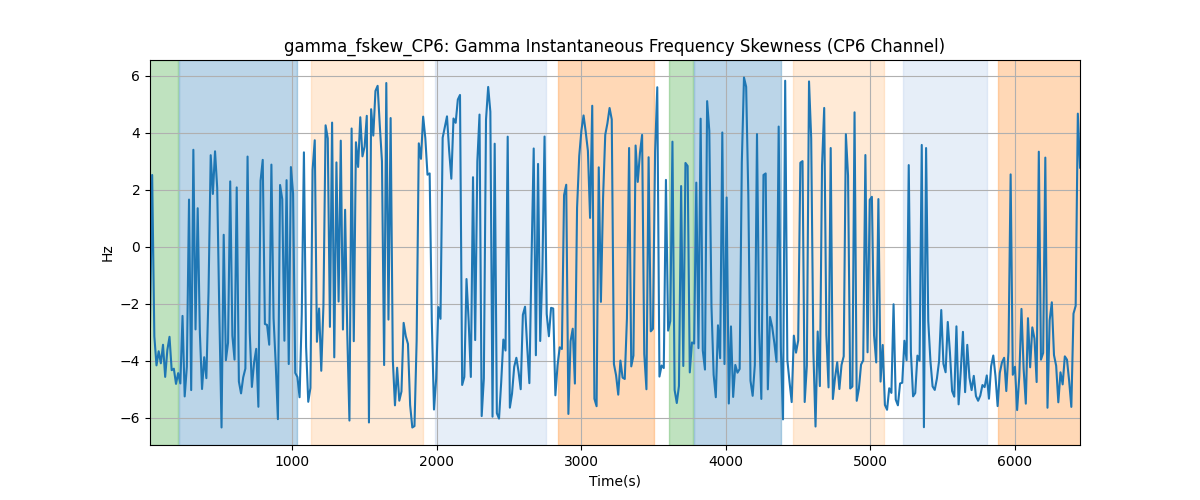 gamma_fskew_CP6: Gamma Instantaneous Frequency Skewness (CP6 Channel)
6
4
2
0
−2
−4
−6
Hz
1000 2000 3000 4000 5000 6000
Time(s)